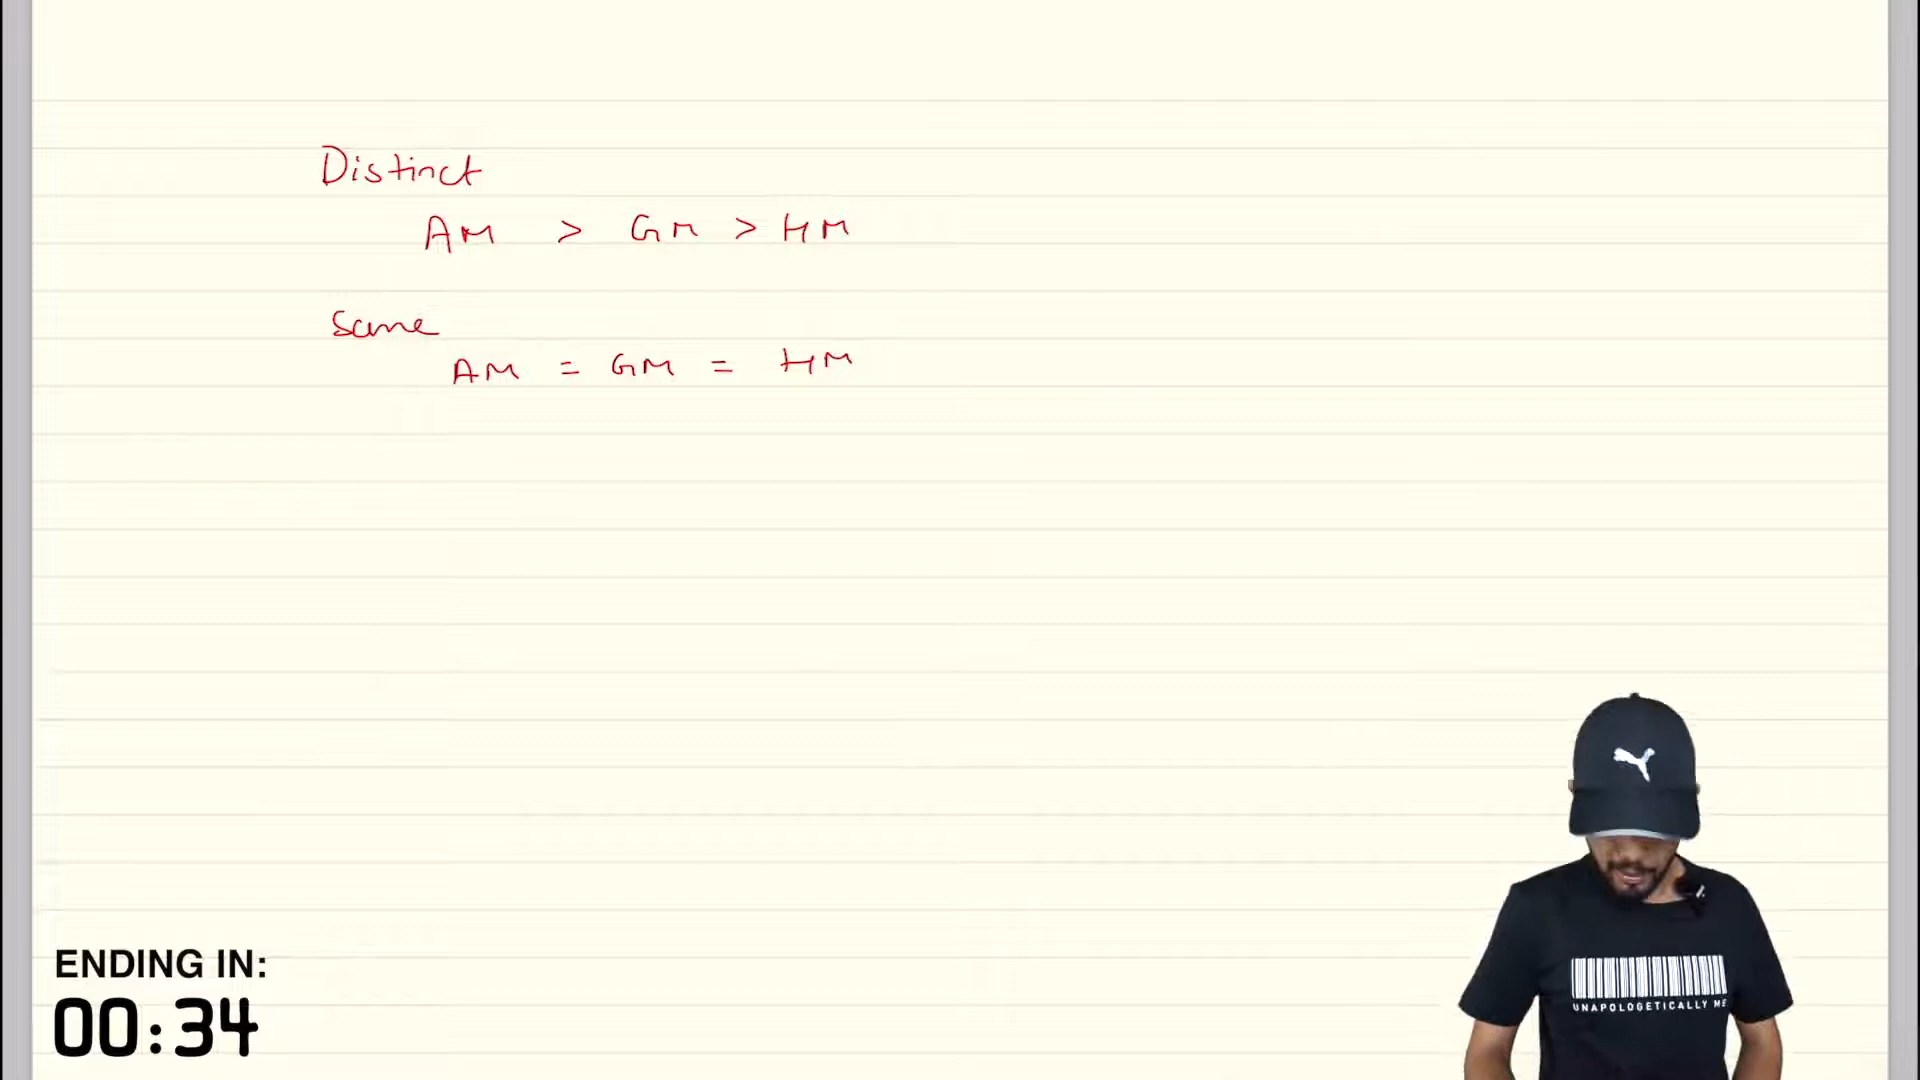 Distinct
AM > GM > HM
Same
AM = GM = HM
ENDING IN:
00:34
UNAPOLOGETICALLY ME